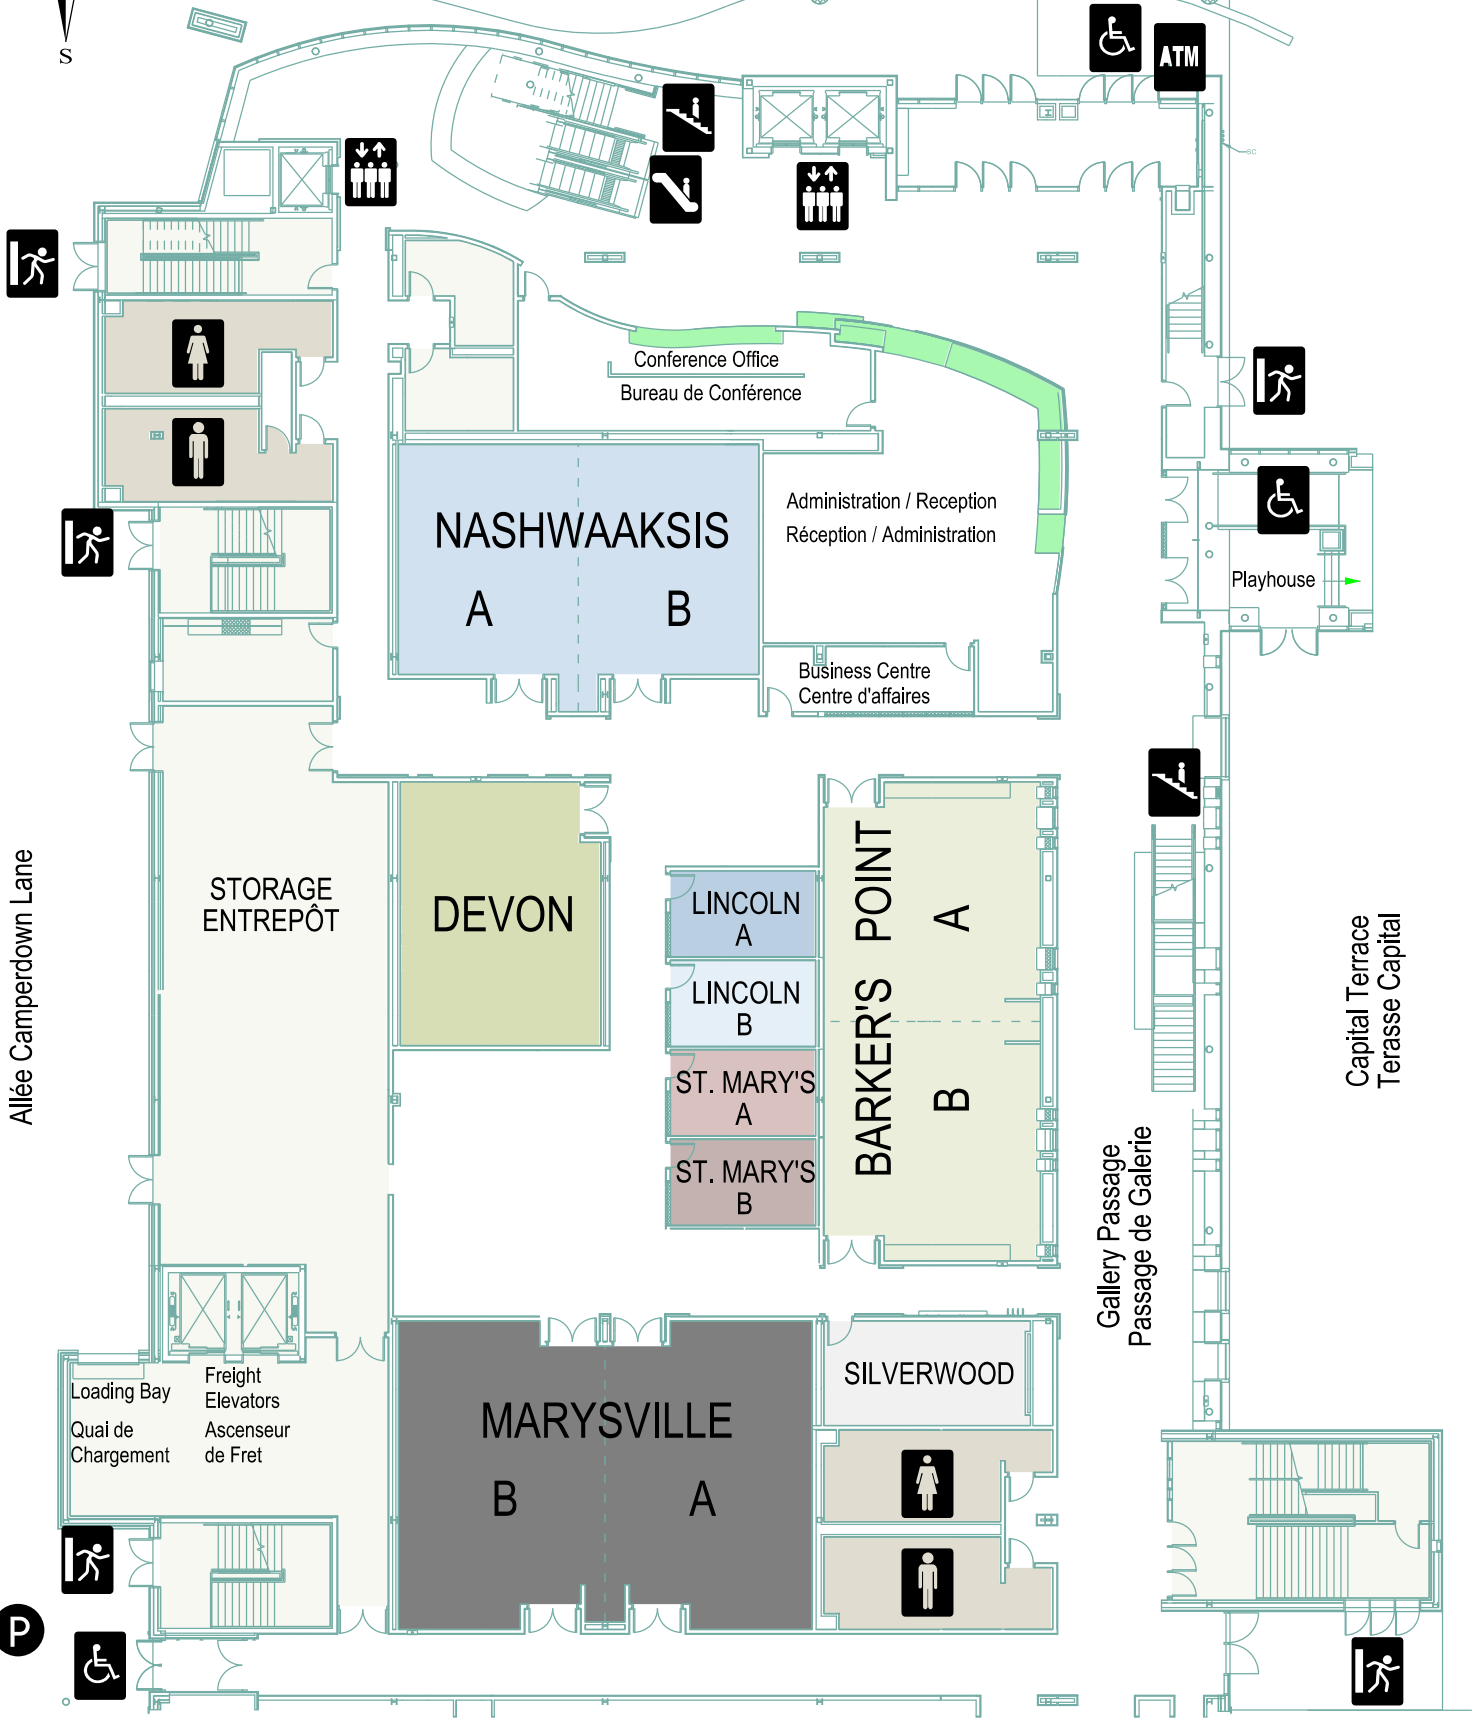 S
ATM
SC
Conference Office
Bureau de Conférence
NASHWAAKSIS
A
B
Administration / Reception
Réception / Administration
Playhouse
Business Centre
Centre d'affaires
STORAGE
ENTREPÔT
DEVON
LINCOLN
A
LINCOLN
B
ST. MARY'S
A
ST. MARY'S
B
BARKER'S POINT
A
B
Allée Camperdown Lane
Capital Terrace
Terasse Capital
Gallery Passage
Passage de Galerie
Loading Bay
Quai de
Chargement
Freight
Elevators
Ascenseur
de Fret
MARYSVILLE
B
A
SILVERWOOD
P